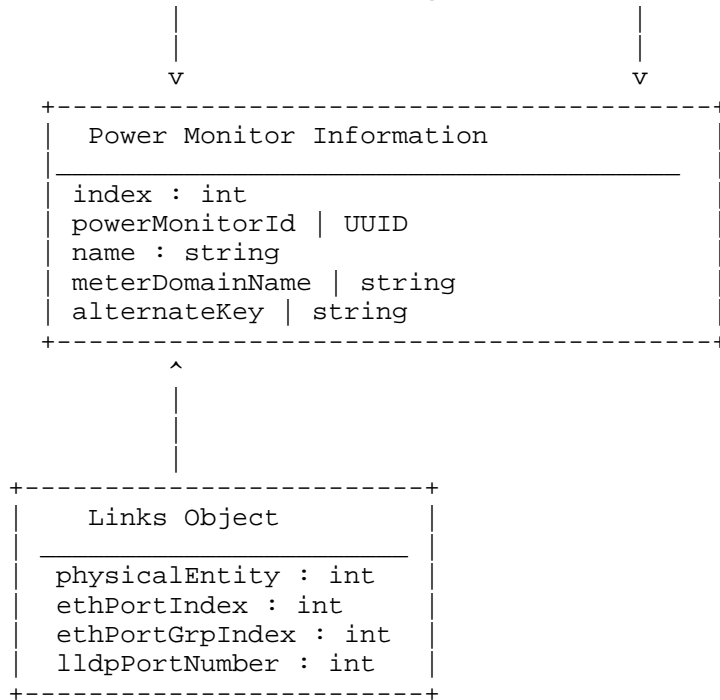 Power Monitor Information
index : int
powerMonitorId | UUID
name : string
meterDomainName | string
alternateKey | string
Links Object
physicalEntity : int
ethPortIndex : int
ethPortGrpIndex : int
lldpPortNumber : int